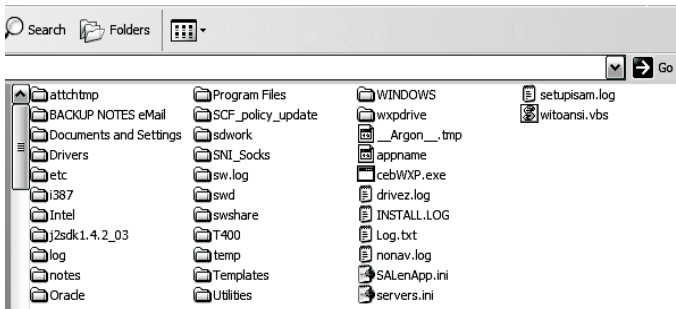 Search Folders
Go
attchtmp
BACKUP NOTES eMail
Documents and Settings
Drivers
etc
i387
Intel
j2sdk1.4.2_03
log
notes
Oracle
Program Files
SCF_policy_update
sdwork
SNI_Socks
sw.log
swd
swshare
T400
temp
Templates
Utilities
WINDOWS
wxpdrive
__Argon__.tmp
appname
cebWXP.exe
drivez.log
INSTALL.LOG
Log.txt
nonav.log
SALenApp.ini
servers.ini
setupisam.log
witoansi.vbs